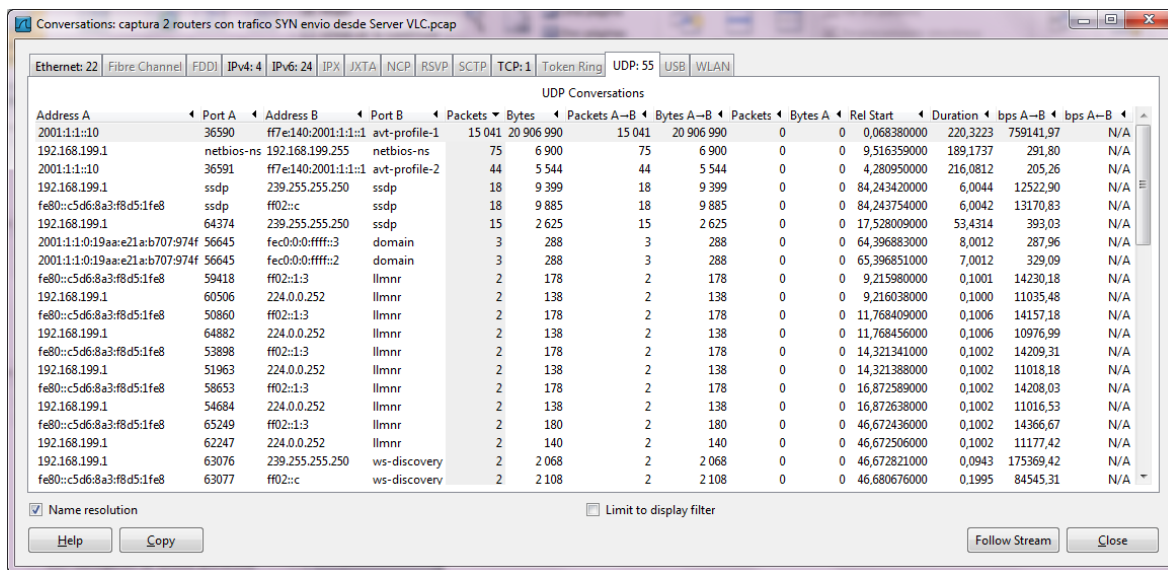 Conversations: captura 2 routers con trafico SYN envio desde Server VLC.pcap
Ethernet: 22 Fibre Channel FDDI IPv4: 4 IPv6: 24 IPX JXTA NCP RSVP SCTP TCP: 1 Token Ring UDP: 55 USB WLAN
UDP Conversations
Address A Port A Address B Port B Packets Bytes Packets A→B Bytes A→B Packets Bytes A Rel Start Duration bps A→B bps A←B
2001:1:1::10 36590 ff7e:140:2001:1:1:1 avt-profile-1 15 041 20 906 990 15 041 20 906 990 0 0 0,068380000 220,3223 759141,97 N/A
192.168.199.1 netbios-ns 192.168.199.255 netbios-ns 75 6 900 75 6 900 0 0 9,516359000 189,1737 291,80 N/A
2001:1:1::10 36591 ff7e:140:2001:1:1:1 avt-profile-2 44 5 544 44 5 544 0 0 4,280950000 216,0812 205,26 N/A
192.168.199.1 ssdp 239.255.255.250 ssdp 18 9 399 18 9 399 0 0 84,243420000 6,0044 12522,90 N/A
fe80::c5d6:8a3:f8d5:1fe8 ssdp ff02::c ssdp 18 9 885 18 9 885 0 0 84,243754000 6,0042 13170,83 N/A
192.168.199.1 64374 239.255.255.250 ssdp 15 2 625 15 2 625 0 0 17,528009000 53,4314 393,03 N/A
2001:1:1:0:19aa:e21a:b707:974f 56645 fec0:0:0:ffff::3 domain 3 288 3 288 0 0 64,396883000 8,0012 287,96 N/A
2001:1:1:0:19aa:e21a:b707:974f 56645 fec0:0:0:ffff::2 domain 3 288 3 288 0 0 65,396851000 7,0012 329,09 N/A
fe80::c5d6:8a3:f8d5:1fe8 59418 ff02::1:3 llmnr 2 178 2 178 0 0 9,215980000 0,1001 14230,18 N/A
192.168.199.1 60506 224.0.0.252 llmnr 2 138 2 138 0 0 9,216038000 0,1000 11035,48 N/A
fe80::c5d6:8a3:f8d5:1fe8 50860 ff02::1:3 llmnr 2 178 2 178 0 0 11,768409000 0,1006 14157,18 N/A
192.168.199.1 64882 224.0.0.252 llmnr 2 138 2 138 0 0 11,768456000 0,1006 10976,99 N/A
fe80::c5d6:8a3:f8d5:1fe8 53898 ff02::1:3 llmnr 2 178 2 178 0 0 14,321341000 0,1002 14209,31 N/A
192.168.199.1 51963 224.0.0.252 llmnr 2 138 2 138 0 0 14,321388000 0,1002 11018,18 N/A
fe80::c5d6:8a3:f8d5:1fe8 58653 ff02::1:3 llmnr 2 178 2 178 0 0 16,872589000 0,1002 14208,03 N/A
192.168.199.1 54684 224.0.0.252 llmnr 2 138 2 138 0 0 16,872638000 0,1002 11016,53 N/A
fe80::c5d6:8a3:f8d5:1fe8 65249 ff02::1:3 llmnr 2 180 2 180 0 0 46,672436000 0,1002 14366,67 N/A
192.168.199.1 62247 224.0.0.252 llmnr 2 140 2 140 0 0 46,672506000 0,1002 11177,42 N/A
192.168.199.1 63076 239.255.255.250 ws-discovery 2 2 068 2 2 068 0 0 46,672821000 0,0943 175369,42 N/A
fe80::c5d6:8a3:f8d5:1fe8 63077 ff02::c ws-discovery 2 2 108 2 2 108 0 0 46,680676000 0,1995 84545,31 N/A
Name resolution Limit to display filter
Help Copy Follow Stream Close